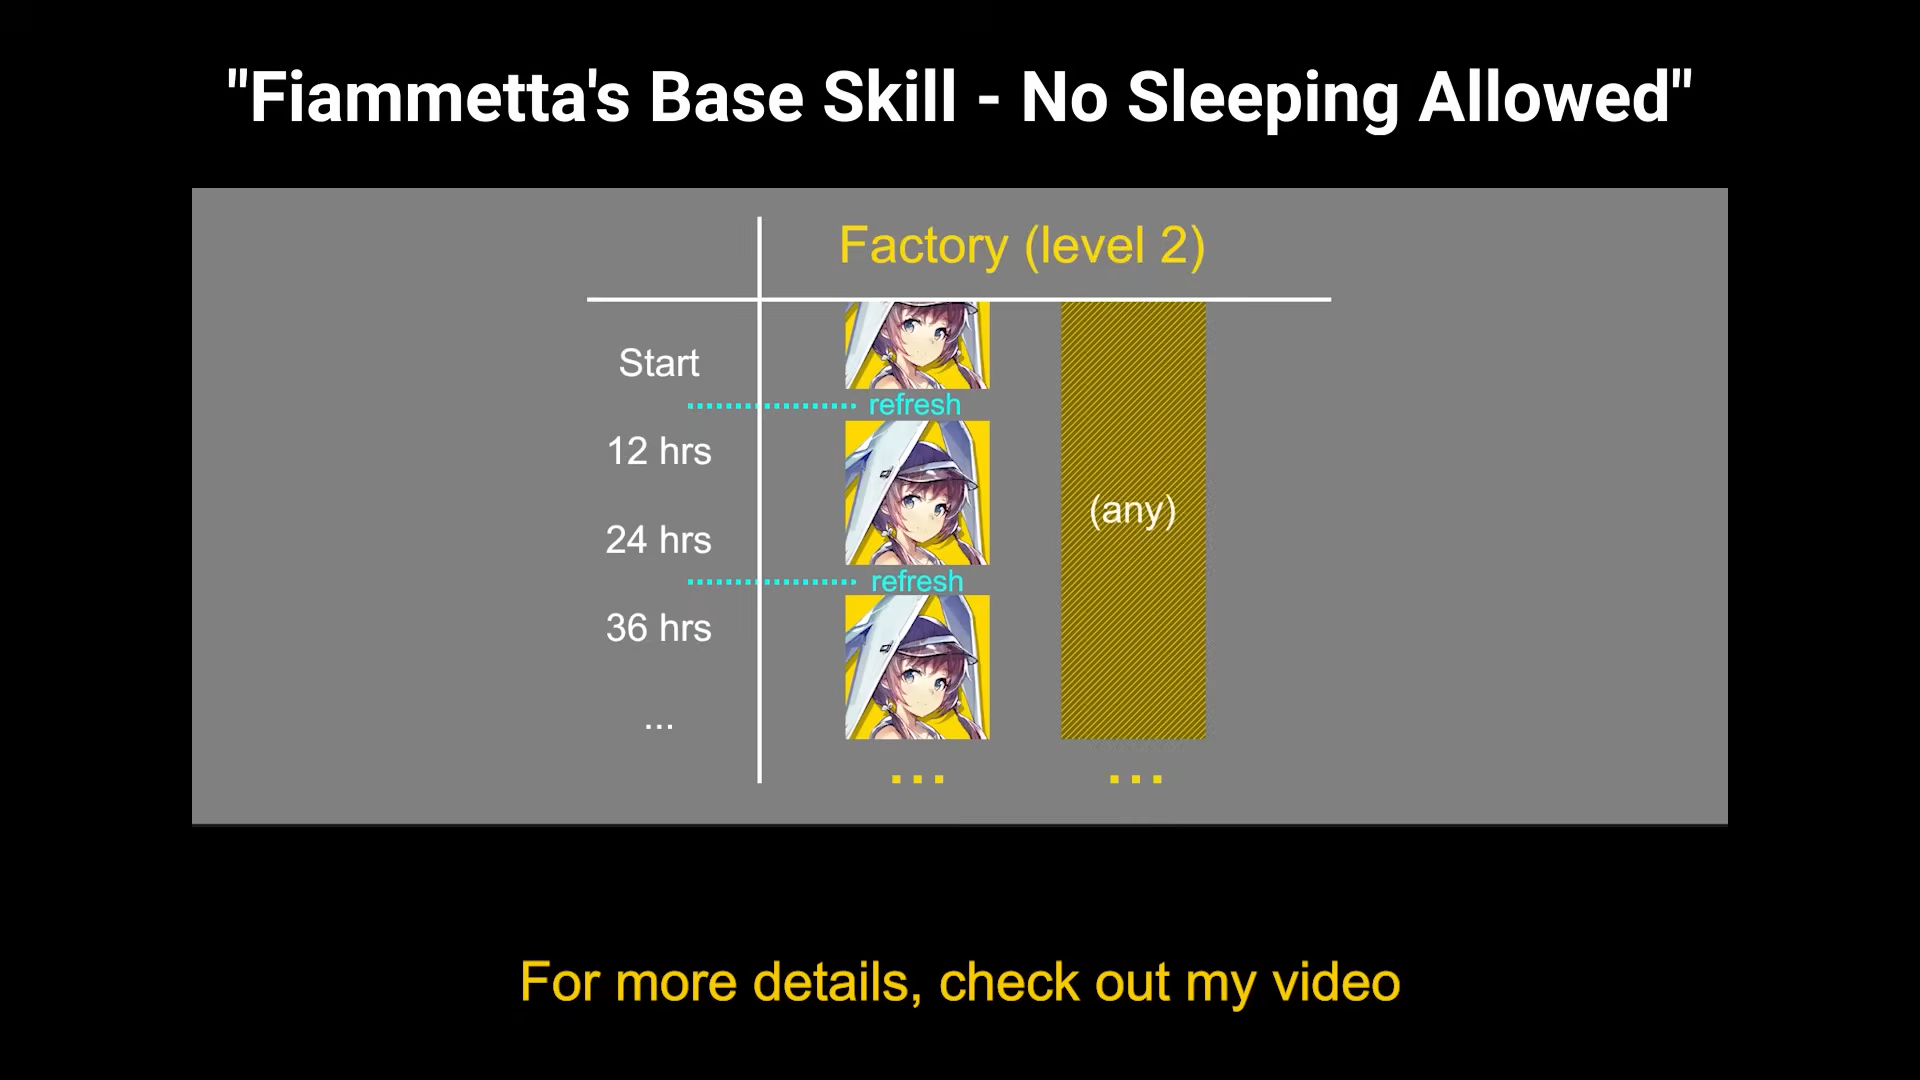 "Fiammetta's Base Skill - No Sleeping Allowed"
Factory (level 2)
Start
refresh
12 hrs
(any)
24 hrs
refresh
36 hrs
...
... ...
For more details, check out my video